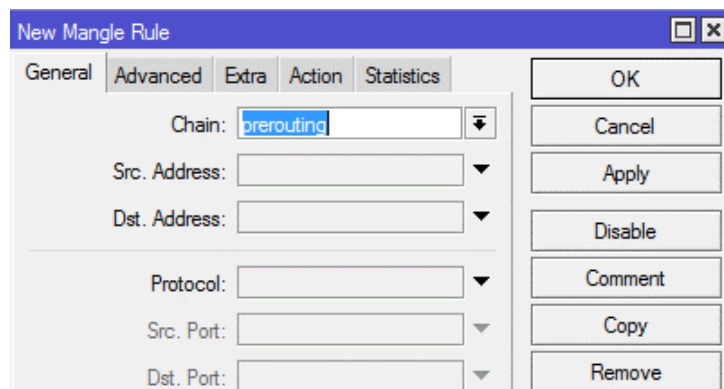 New Mangle Rule
General Advanced Extra Action Statistics
OK
Chain: prerouting
Cancel
Src. Address:
Apply
Dst. Address:
Disable
Protocol:
Comment
Src. Port:
Copy
Dst. Port:
Remove